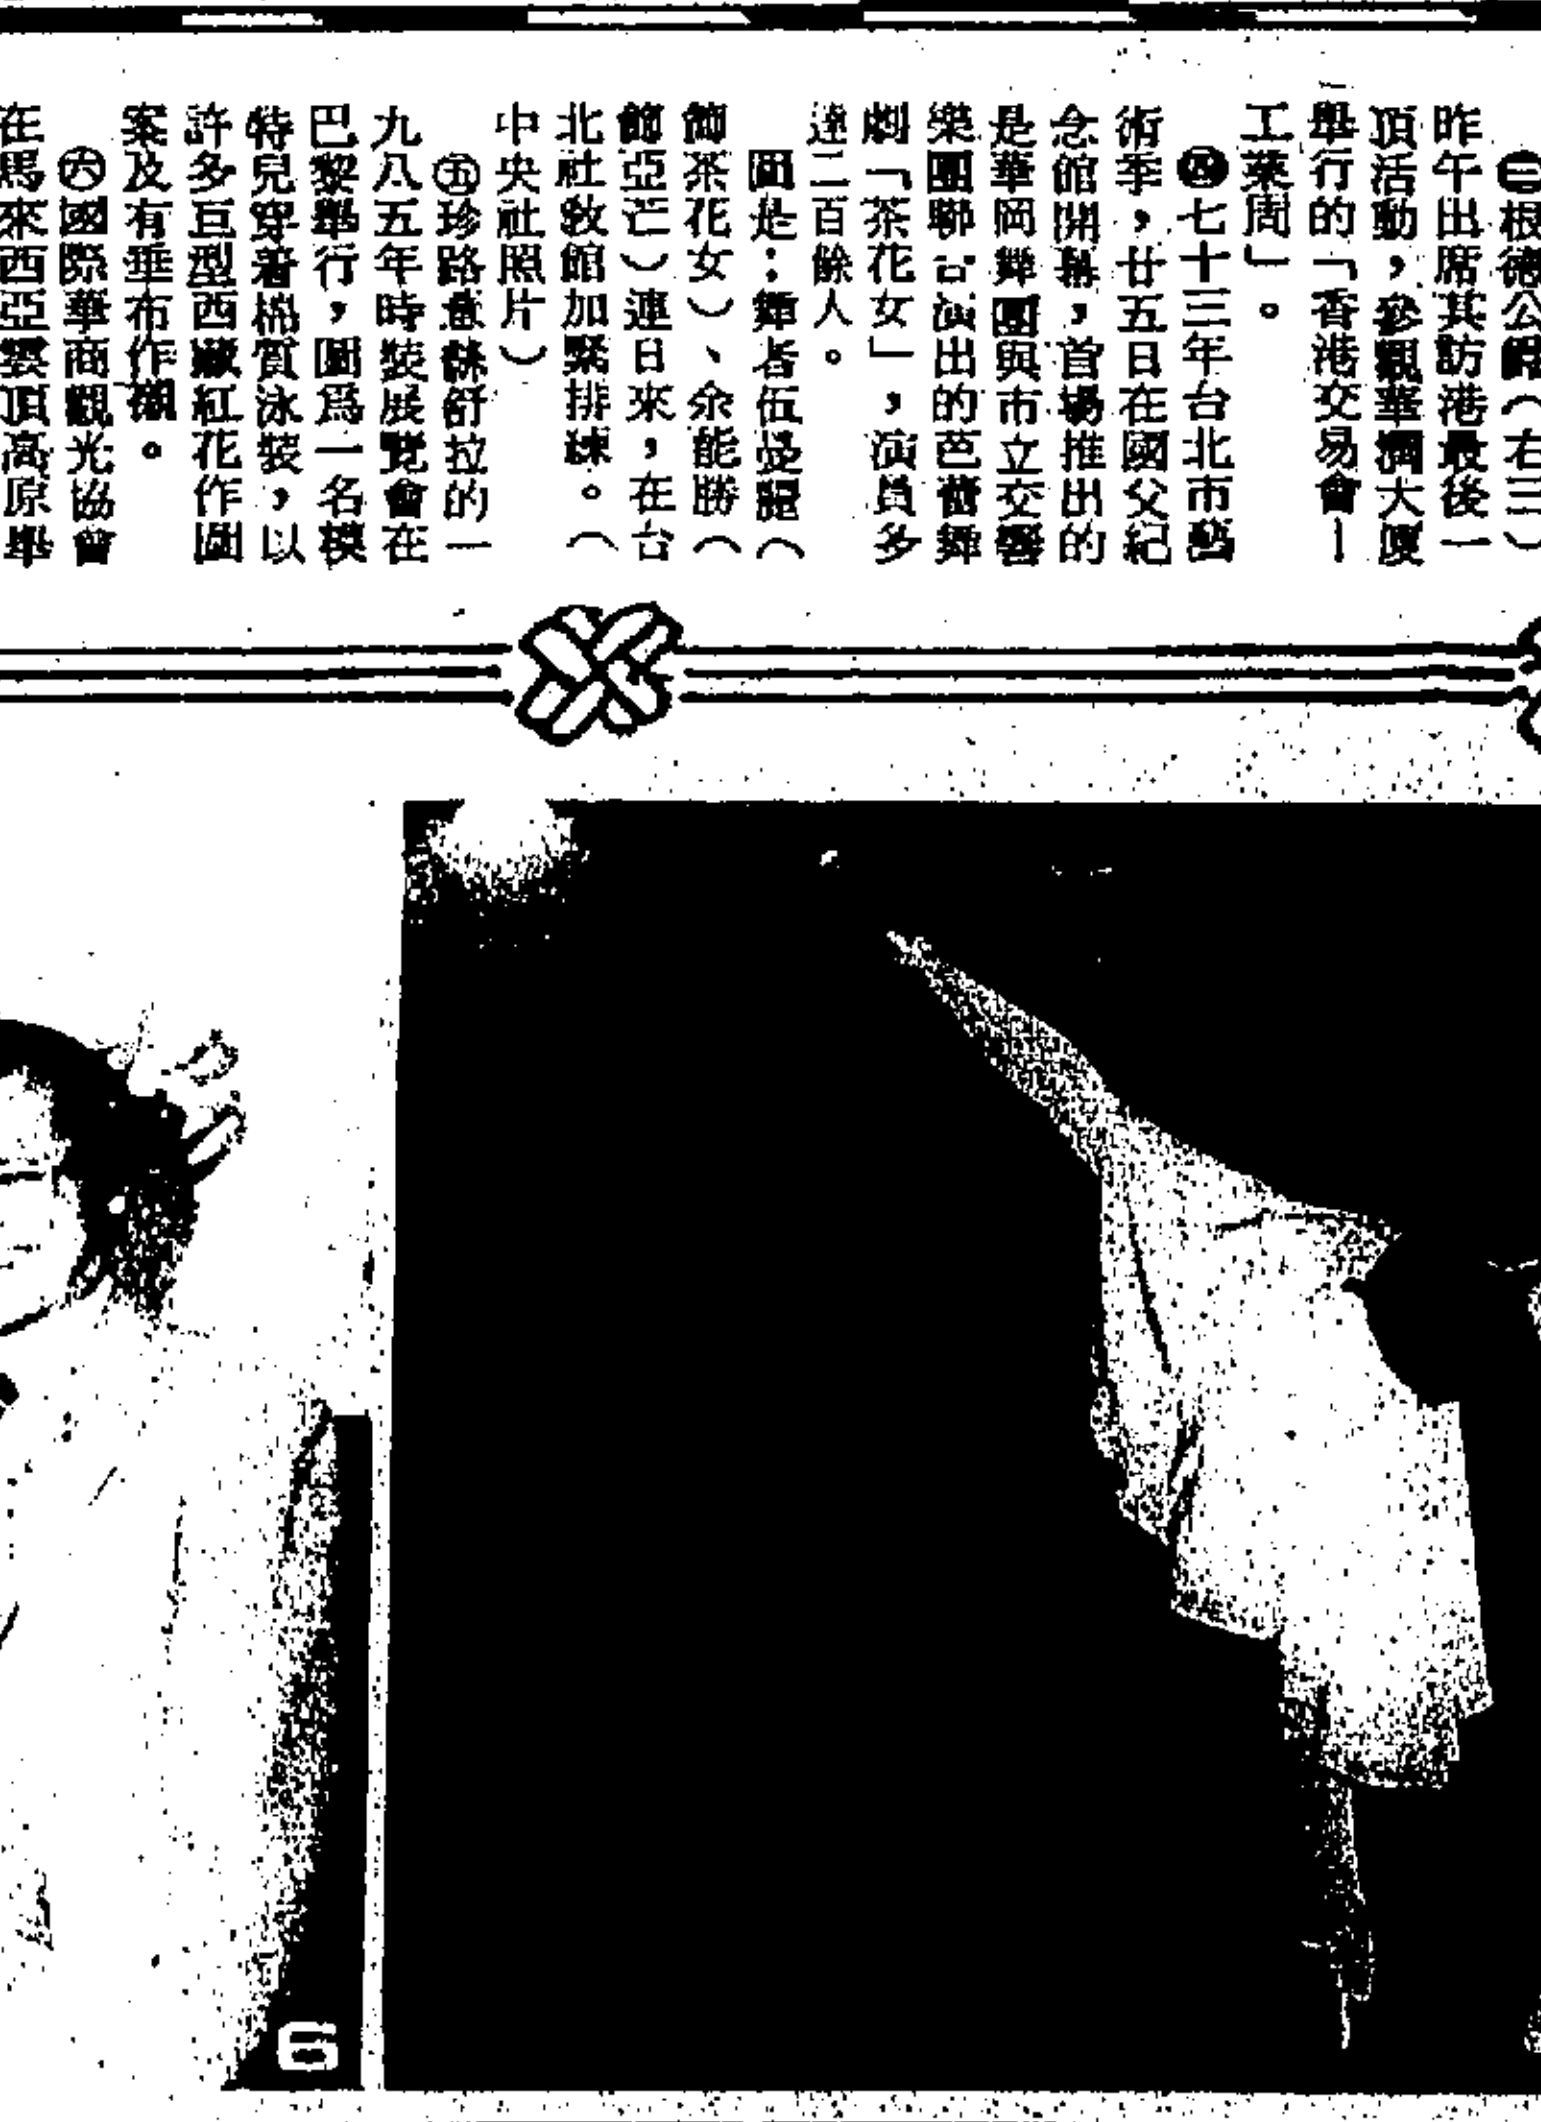 ㊂根德公爵（右三）
昨午出席其訪港最後一
項活動，參觀華潤大廈
舉行的「香港交易會—
工業周」。
㊃七十三年台北市藝
術季，廿五日在國父紀
念館開幕，首場推出的
是華岡舞團與市立交響
樂團聯合演出的芭蕾舞
劇「茶花女」，演員多
達二百餘人。
圖是：舞者伍曼麗（
飾茶花女）、余能勝（
飾亞芒）連日來，在台
北社教館加緊排練。（
中央社照片）
㊄珍路意舒拉的一
九八五年時裝展覽會在
巴黎舉行，圖爲一名模
特兒穿着棉質泳裝，以
許多巨型西藏紅花作圖
案及有垂布作襯。
㊅國際華商觀光協會
在馬來西亞雲頂高原舉
6